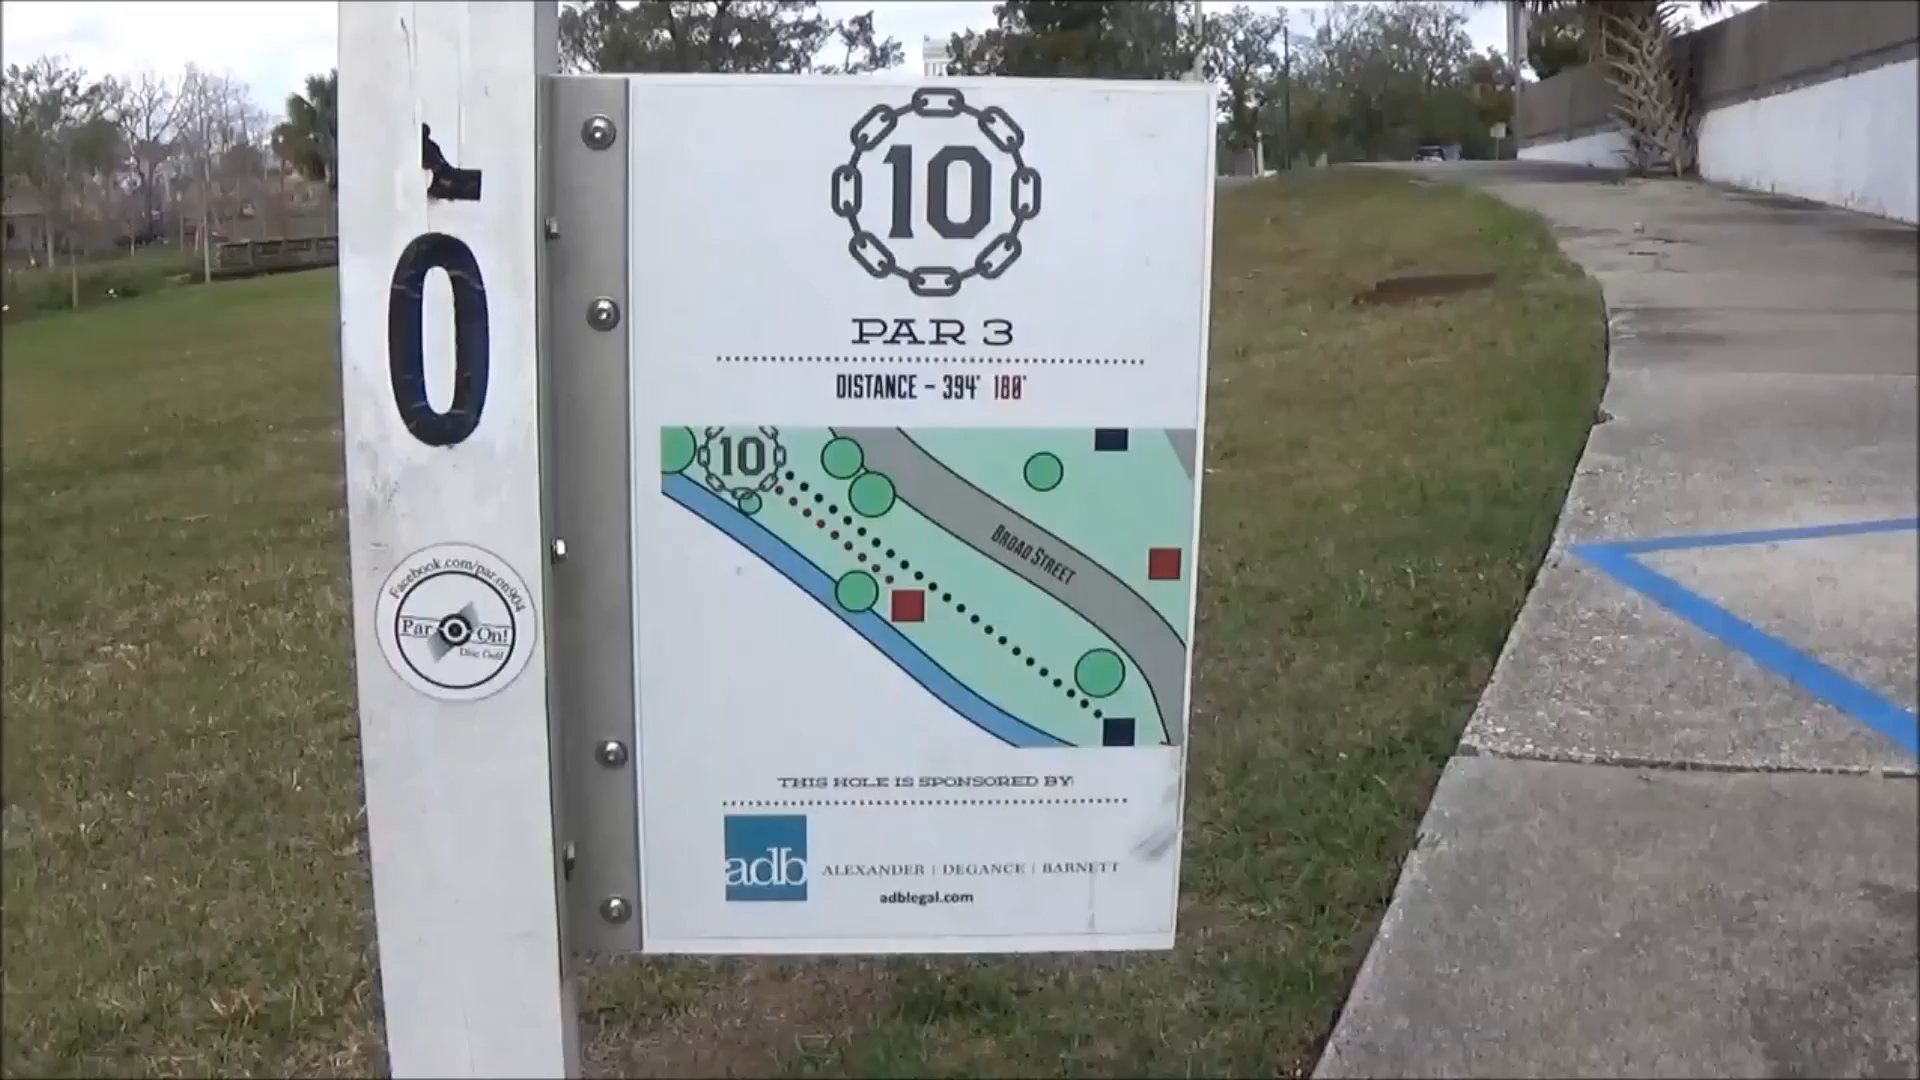 10
PAR 3
DISTANCE - 394' 180'
10
BROAD STREET
THIS HOLE IS SPONSORED BY:
adb
ALEXANDER | DEGANCE | BARNETT
adblegal.com
0
Facebook.com/par.on904
Par On!
Disc Golf